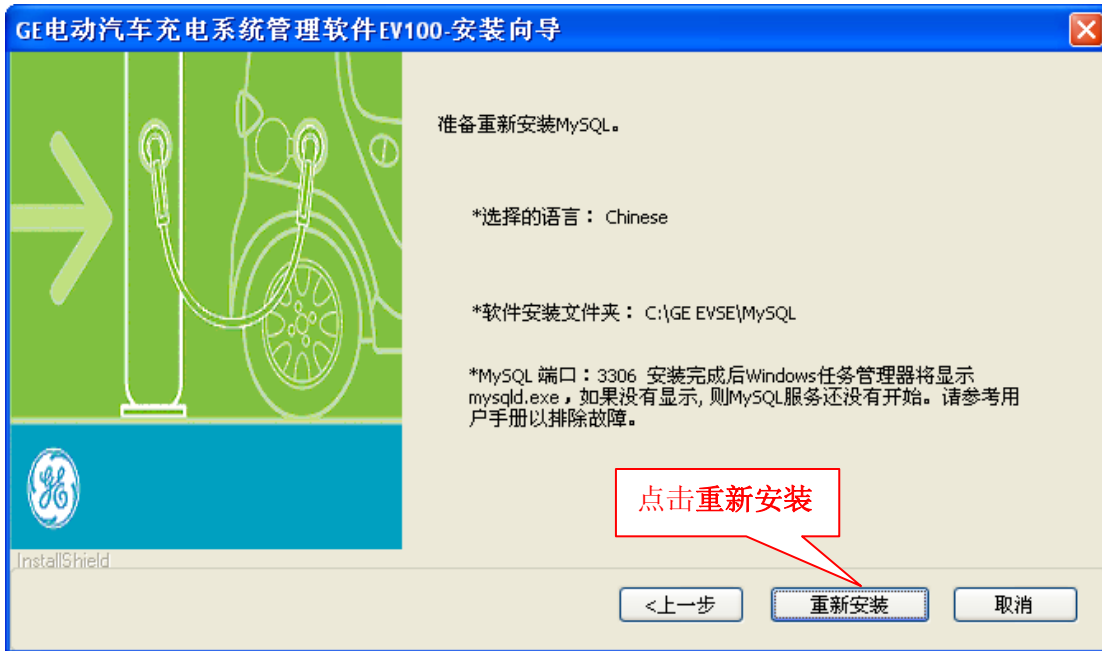 GE电动汽车充电系统管理软件EV100-安装向导
准备重新安装MySQL。
*选择的语言： Chinese
*软件安装文件夹： C:\GE EVSE\MySQL
*MySQL 端口：3306 安装完成后Windows任务管理器将显示
mysqld.exe，如果没有显示, 则MySQL服务还没有开始。请参考用
户手册以排除故障。
点击重新安装
GE
InstallShield
<上一步
重新安装
取消